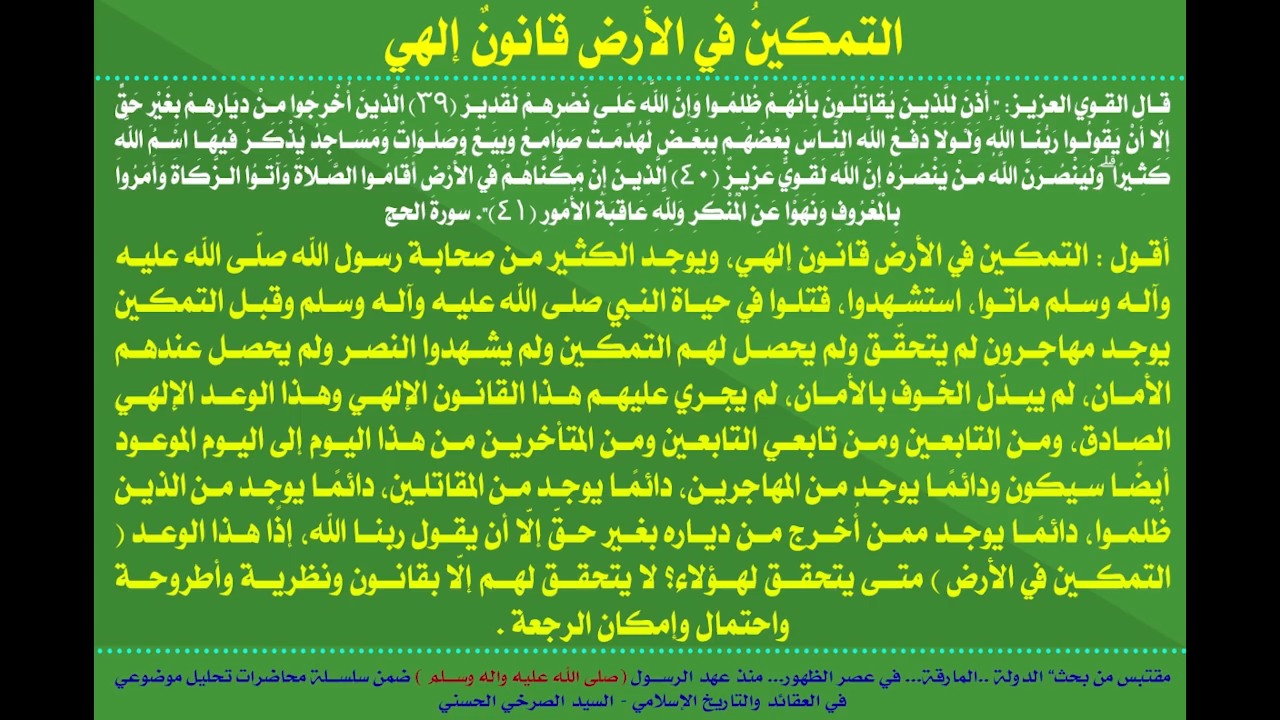 التمكينُ في الأرض قانونٌ إلهي
قال القوي العزيز: "أُذِنَ لِلَّذِينَ يُقَاتَلُونَ بِأَنَّهُمْ ظُلِمُوا وَإِنَّ اللَّهَ عَلَى نَصْرِهِمْ لَقَدِيرٌ (٣٩) الَّذِينَ أُخْرِجُوا مِنْ دِيَارِهِمْ بِغَيْرِ حَقٍّ
إِلَّا أَنْ يَقُولُوا رَبُّنَا اللَّهُ وَلَوْلَا دَفْعُ اللَّهِ النَّاسَ بَعْضَهُم بِبَعْضٍ لَّهُدِّمَتْ صَوَامِعُ وَبِيَعٌ وَصَلَوَاتٌ وَمَسَاجِدُ يُذْكَرُ فِيهَا اسْمُ اللَّهِ
كَثِيرًا ۗ وَلَيَنْصُرَنَّ اللَّهُ مَنْ يَنْصُرُهُ إِنَّ اللَّهَ لَقَوِيٌّ عَزِيزٌ (٤٠) الَّذِينَ إِنْ مَكَّنَّاهُمْ فِي الْأَرْضِ أَقَامُوا الصَّلَاةَ وَآتَوُا الزَّكَاةَ وَأَمَرُوا
بِالْمَعْرُوفِ وَنَهَوْا عَنِ الْمُنْكَرِ وَلِلَّهِ عَاقِبَةُ الْأُمُورِ (٤١)". سورة الحج
أقول : التمكين في الأرض قانون إلهي، ويوجد الكثير من صحابة رسول الله صلّى الله عليه
وآله وسلم ماتوا، استشهدوا، قتلوا في حياة النبي صلى الله عليه وآله وسلم وقبل التمكين
يوجد مهاجرون لم يتحقّق ولم يحصل لهم التمكين ولم يشهدوا النصر ولم يحصل عندهم
الأمان، لم يبدّل الخوف بالأمان، لم يجري عليهم هذا القانون الإلهي وهذا الوعد الإلهي
الصادق، ومن التابعين ومن تابعي التابعين ومن المتأخرين من هذا اليوم إلى اليوم الموعود
أيضًا سيكون ودائمًا يوجد من المهاجرين، دائمًا يوجد من المقاتلين، دائمًا يوجد من الذين
ظُلموا، دائمًا يوجد ممن أُخرج من دياره بغير حقّ إلّا أن يقول ربنا الله، إذًا هذا الوعد (
التمكين في الأرض ) متى يتحقق لهؤلاء؟ لا يتحقق لهم إلّا بقانون ونظرية وأطروحة
واحتمال وإمكان الرجعة .
مقتبس من بحث" الدولة ..المارقة... في عصر الظهور... منذ عهد الرسول (صلى الله عليه واله وسلم ) ضمن سلسلة محاضرات تحليل موضوعي
في العقائد والتاريخ الإسلامي - السيد الصرخي الحسني